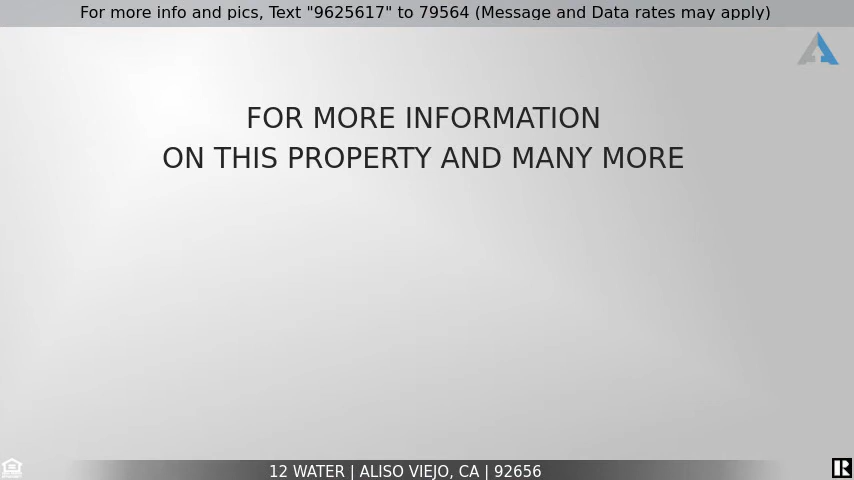 For more info and pics, Text "9625617" to 79564 (Message and Data rates may apply)
FOR MORE INFORMATION
ON THIS PROPERTY AND MANY MORE
12 WATER | ALISO VIEJO, CA | 92656